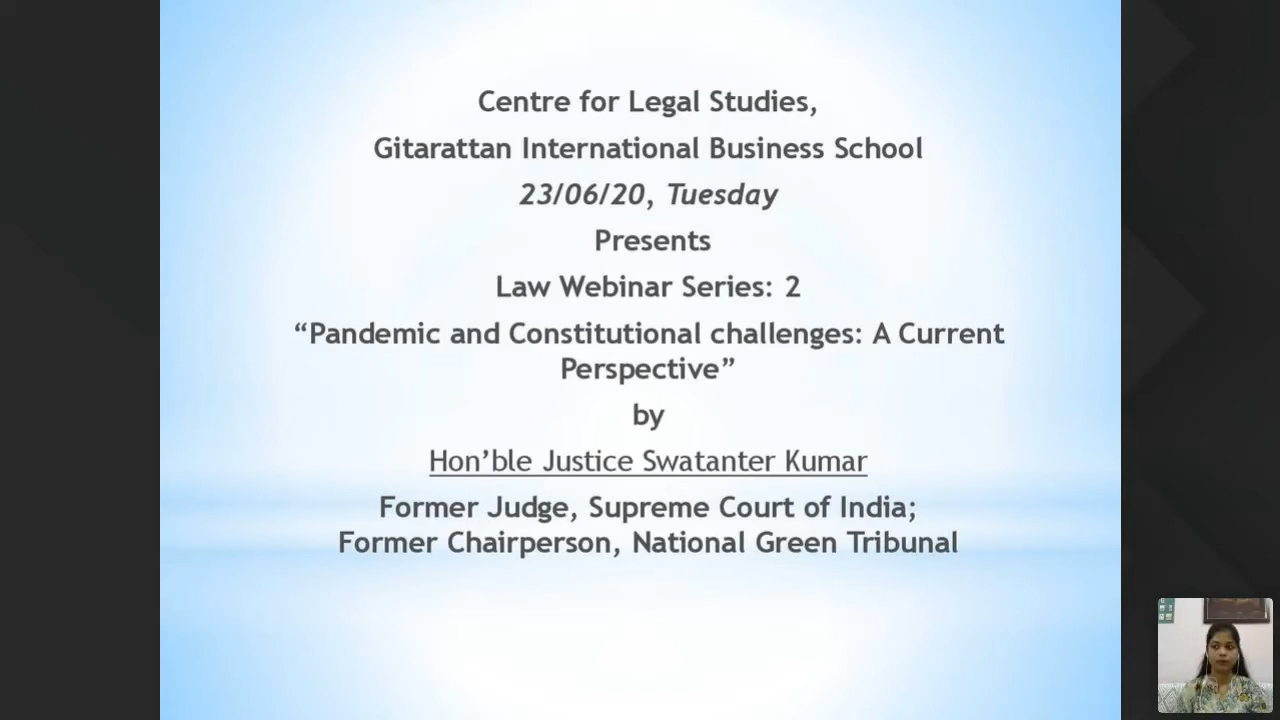 Centre for Legal Studies,
Gitarattan International Business School
23/06/20, Tuesday
Presents
Law Webinar Series: 2
“Pandemic and Constitutional challenges: A Current
Perspective”
by
Hon’ble Justice Swatanter Kumar
Former Judge, Supreme Court of India;
Former Chairperson, National Green Tribunal